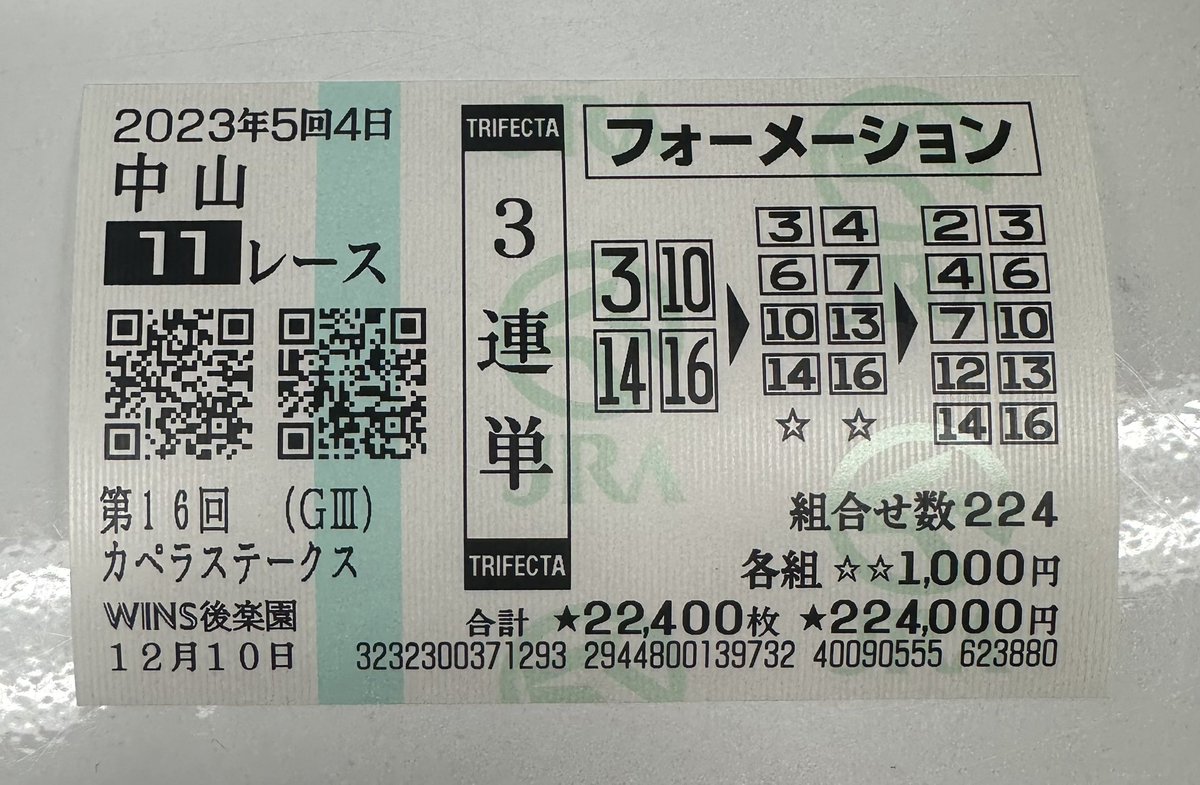 2023年5回4日
中山
11レース
第16回 (GⅢ)
カペラステークス
WINS後楽園
12月10日
TRIFECTA
3連単
TRIFECTA
フォーメーション
3 10
14 16
3 4
6 7
10 13
14 16
☆ ☆
2 3
4 6
7 10
12 13
14 16
組合せ数224
各組 ☆☆1,000円
合計 ★22,400枚 ★224,000円
3232300371293 2944800139732 40090555 623880
JRA
JRA